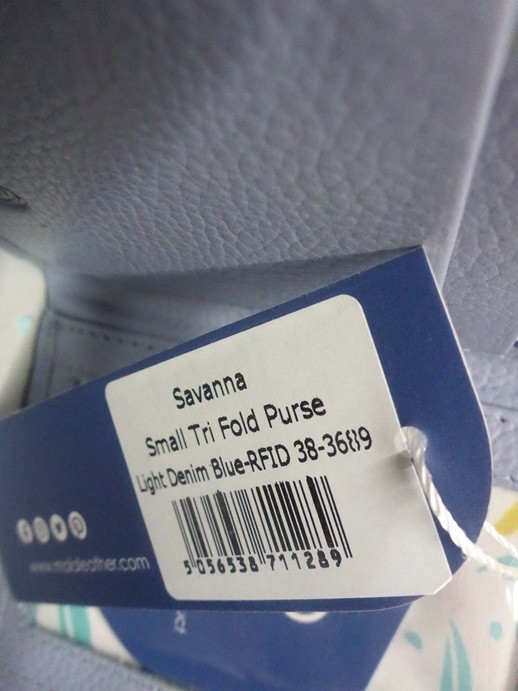 Savanna
Small Tri Fold Purse
Light Denim Blue-RFID 38-3689
5 056538 711289